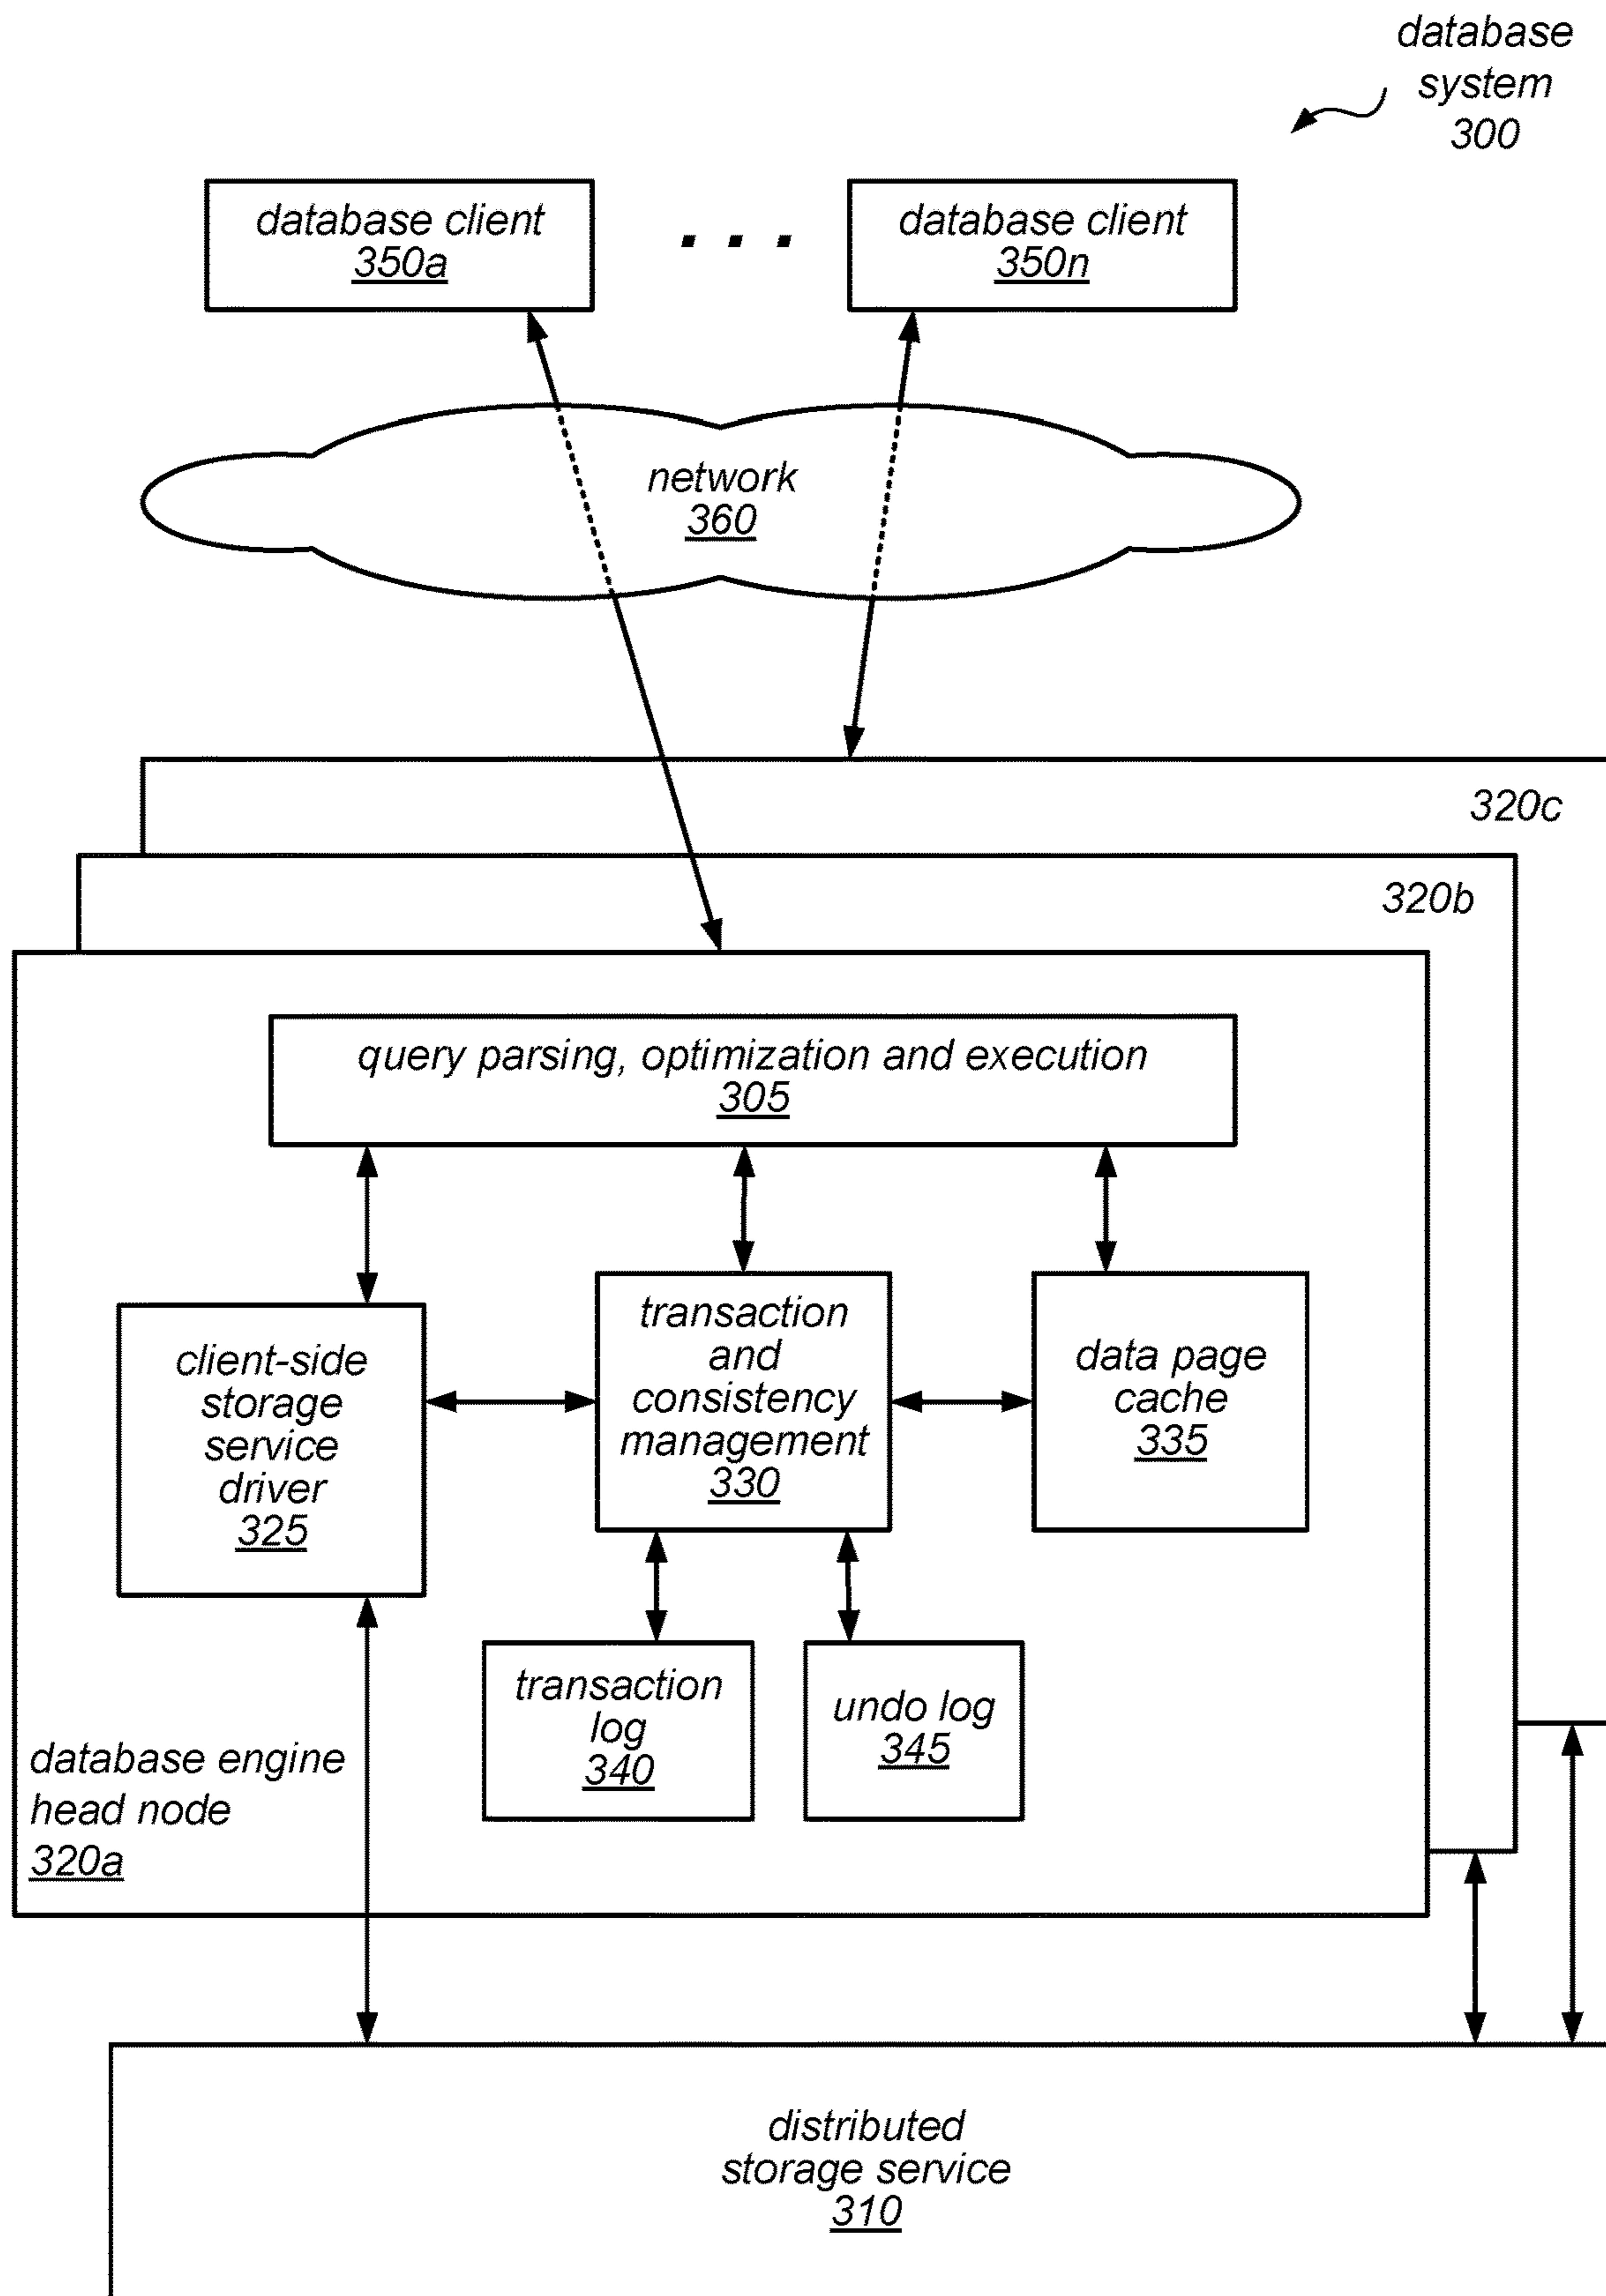 database
system
300
database client
350a
. . .
database client
350n
network
360
320c
320b
query parsing, optimization and execution
305
client-side
storage
service
driver
325
transaction
and
consistency
management
330
data page
cache
335
transaction
log
340
undo log
345
database engine
head node
320a
distributed
storage service
310